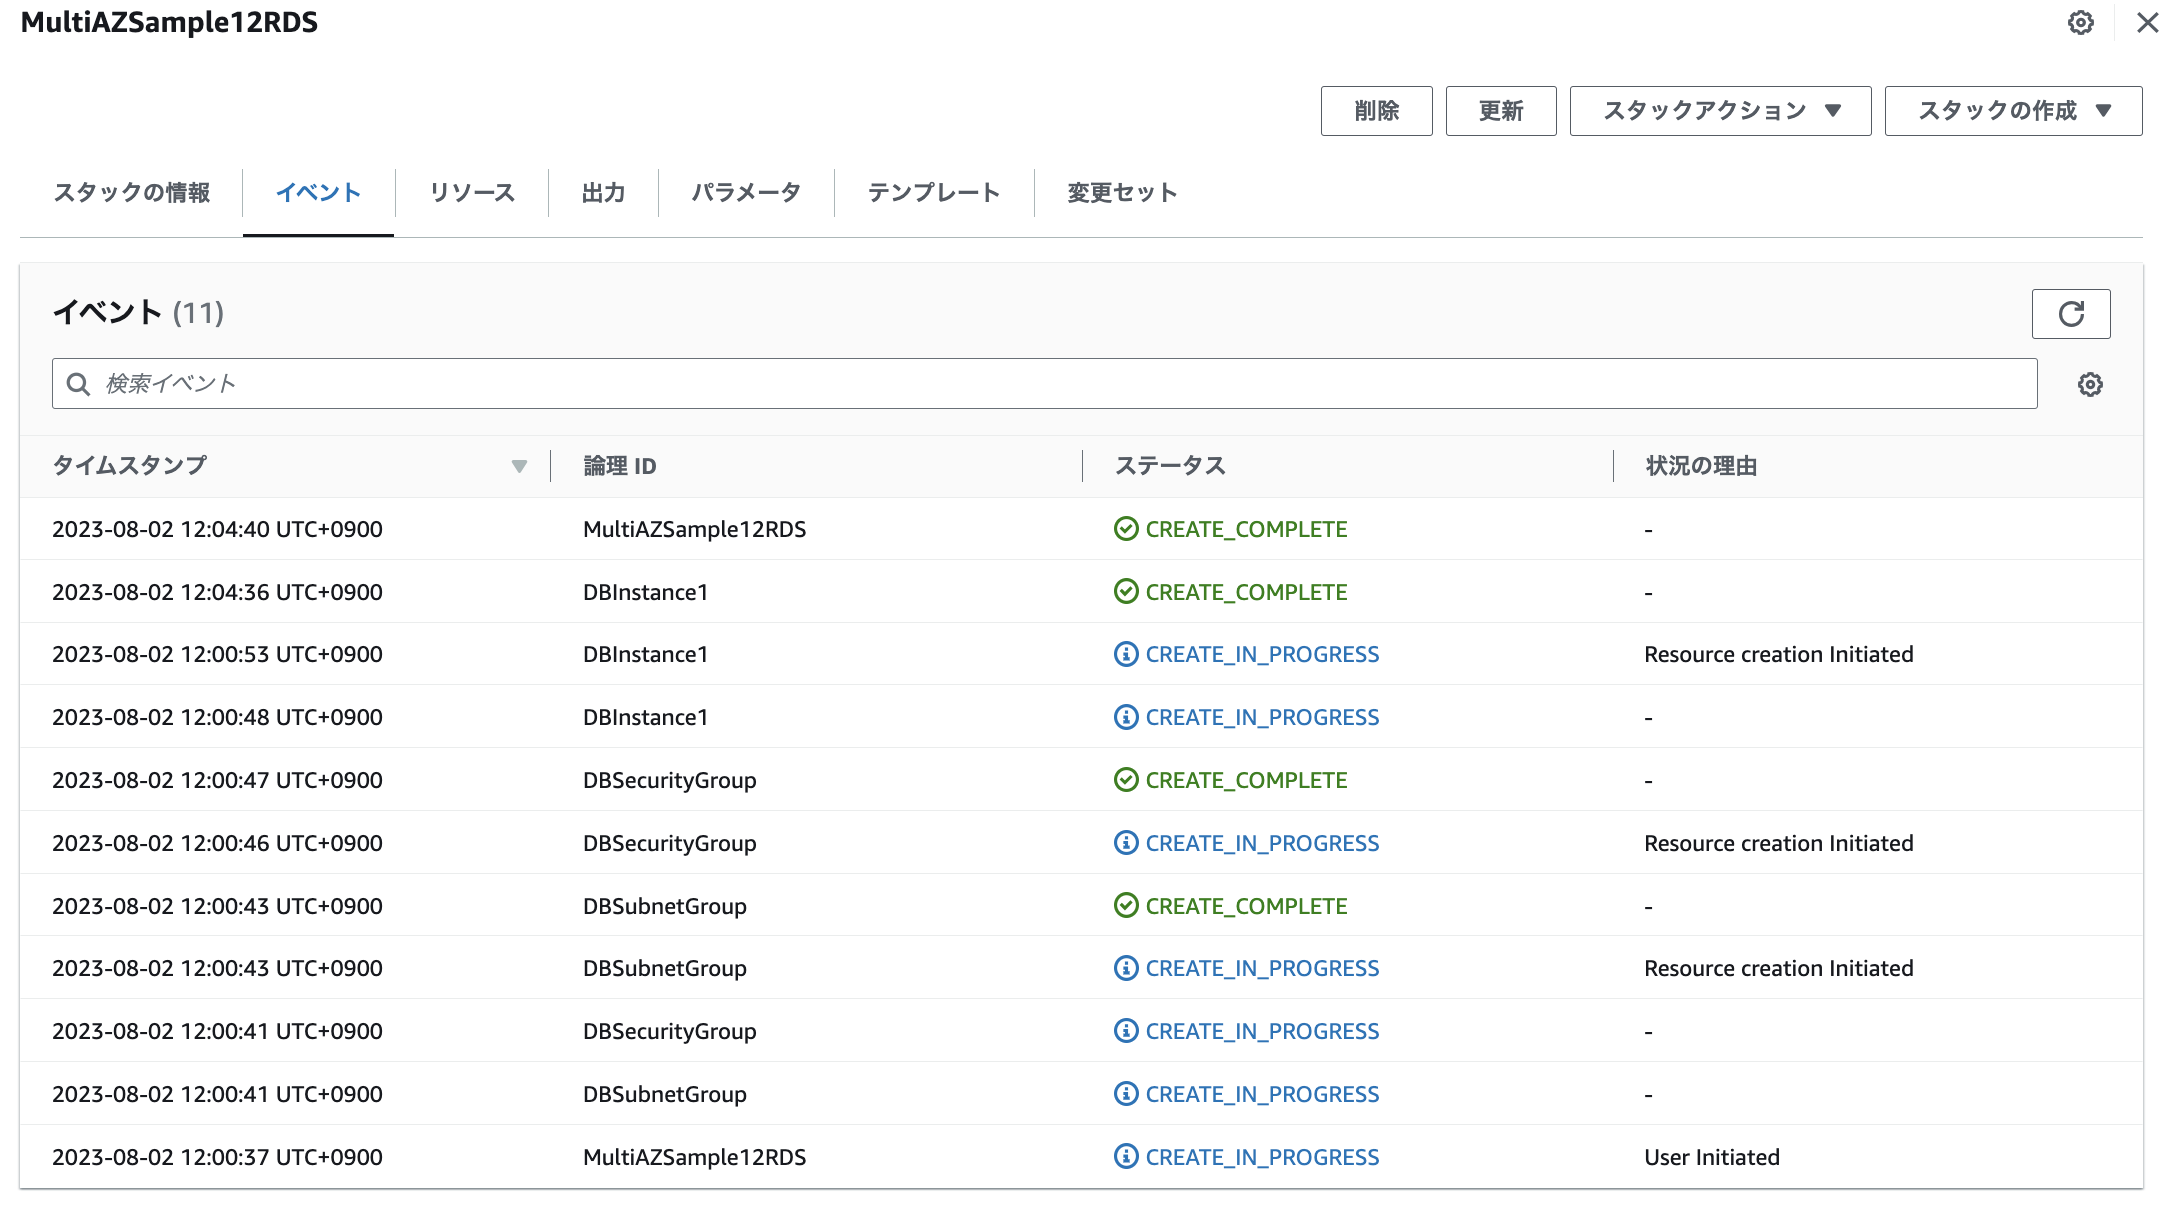 MultiAZSample12RDS
削除 更新 スタックアクション スタックの作成
スタックの情報 イベント リソース 出力 パラメータ テンプレート 変更セット
イベント (11)
検索イベント
タイムスタンプ 論理 ID ステータス 状況の理由
2023-08-02 12:04:40 UTC+0900 MultiAZSample12RDS CREATE_COMPLETE -
2023-08-02 12:04:36 UTC+0900 DBInstance1 CREATE_COMPLETE -
2023-08-02 12:00:53 UTC+0900 DBInstance1 CREATE_IN_PROGRESS Resource creation Initiated
2023-08-02 12:00:48 UTC+0900 DBInstance1 CREATE_IN_PROGRESS -
2023-08-02 12:00:47 UTC+0900 DBSecurityGroup CREATE_COMPLETE -
2023-08-02 12:00:46 UTC+0900 DBSecurityGroup CREATE_IN_PROGRESS Resource creation Initiated
2023-08-02 12:00:43 UTC+0900 DBSubnetGroup CREATE_COMPLETE -
2023-08-02 12:00:43 UTC+0900 DBSubnetGroup CREATE_IN_PROGRESS Resource creation Initiated
2023-08-02 12:00:41 UTC+0900 DBSecurityGroup CREATE_IN_PROGRESS -
2023-08-02 12:00:41 UTC+0900 DBSubnetGroup CREATE_IN_PROGRESS -
2023-08-02 12:00:37 UTC+0900 MultiAZSample12RDS CREATE_IN_PROGRESS User Initiated